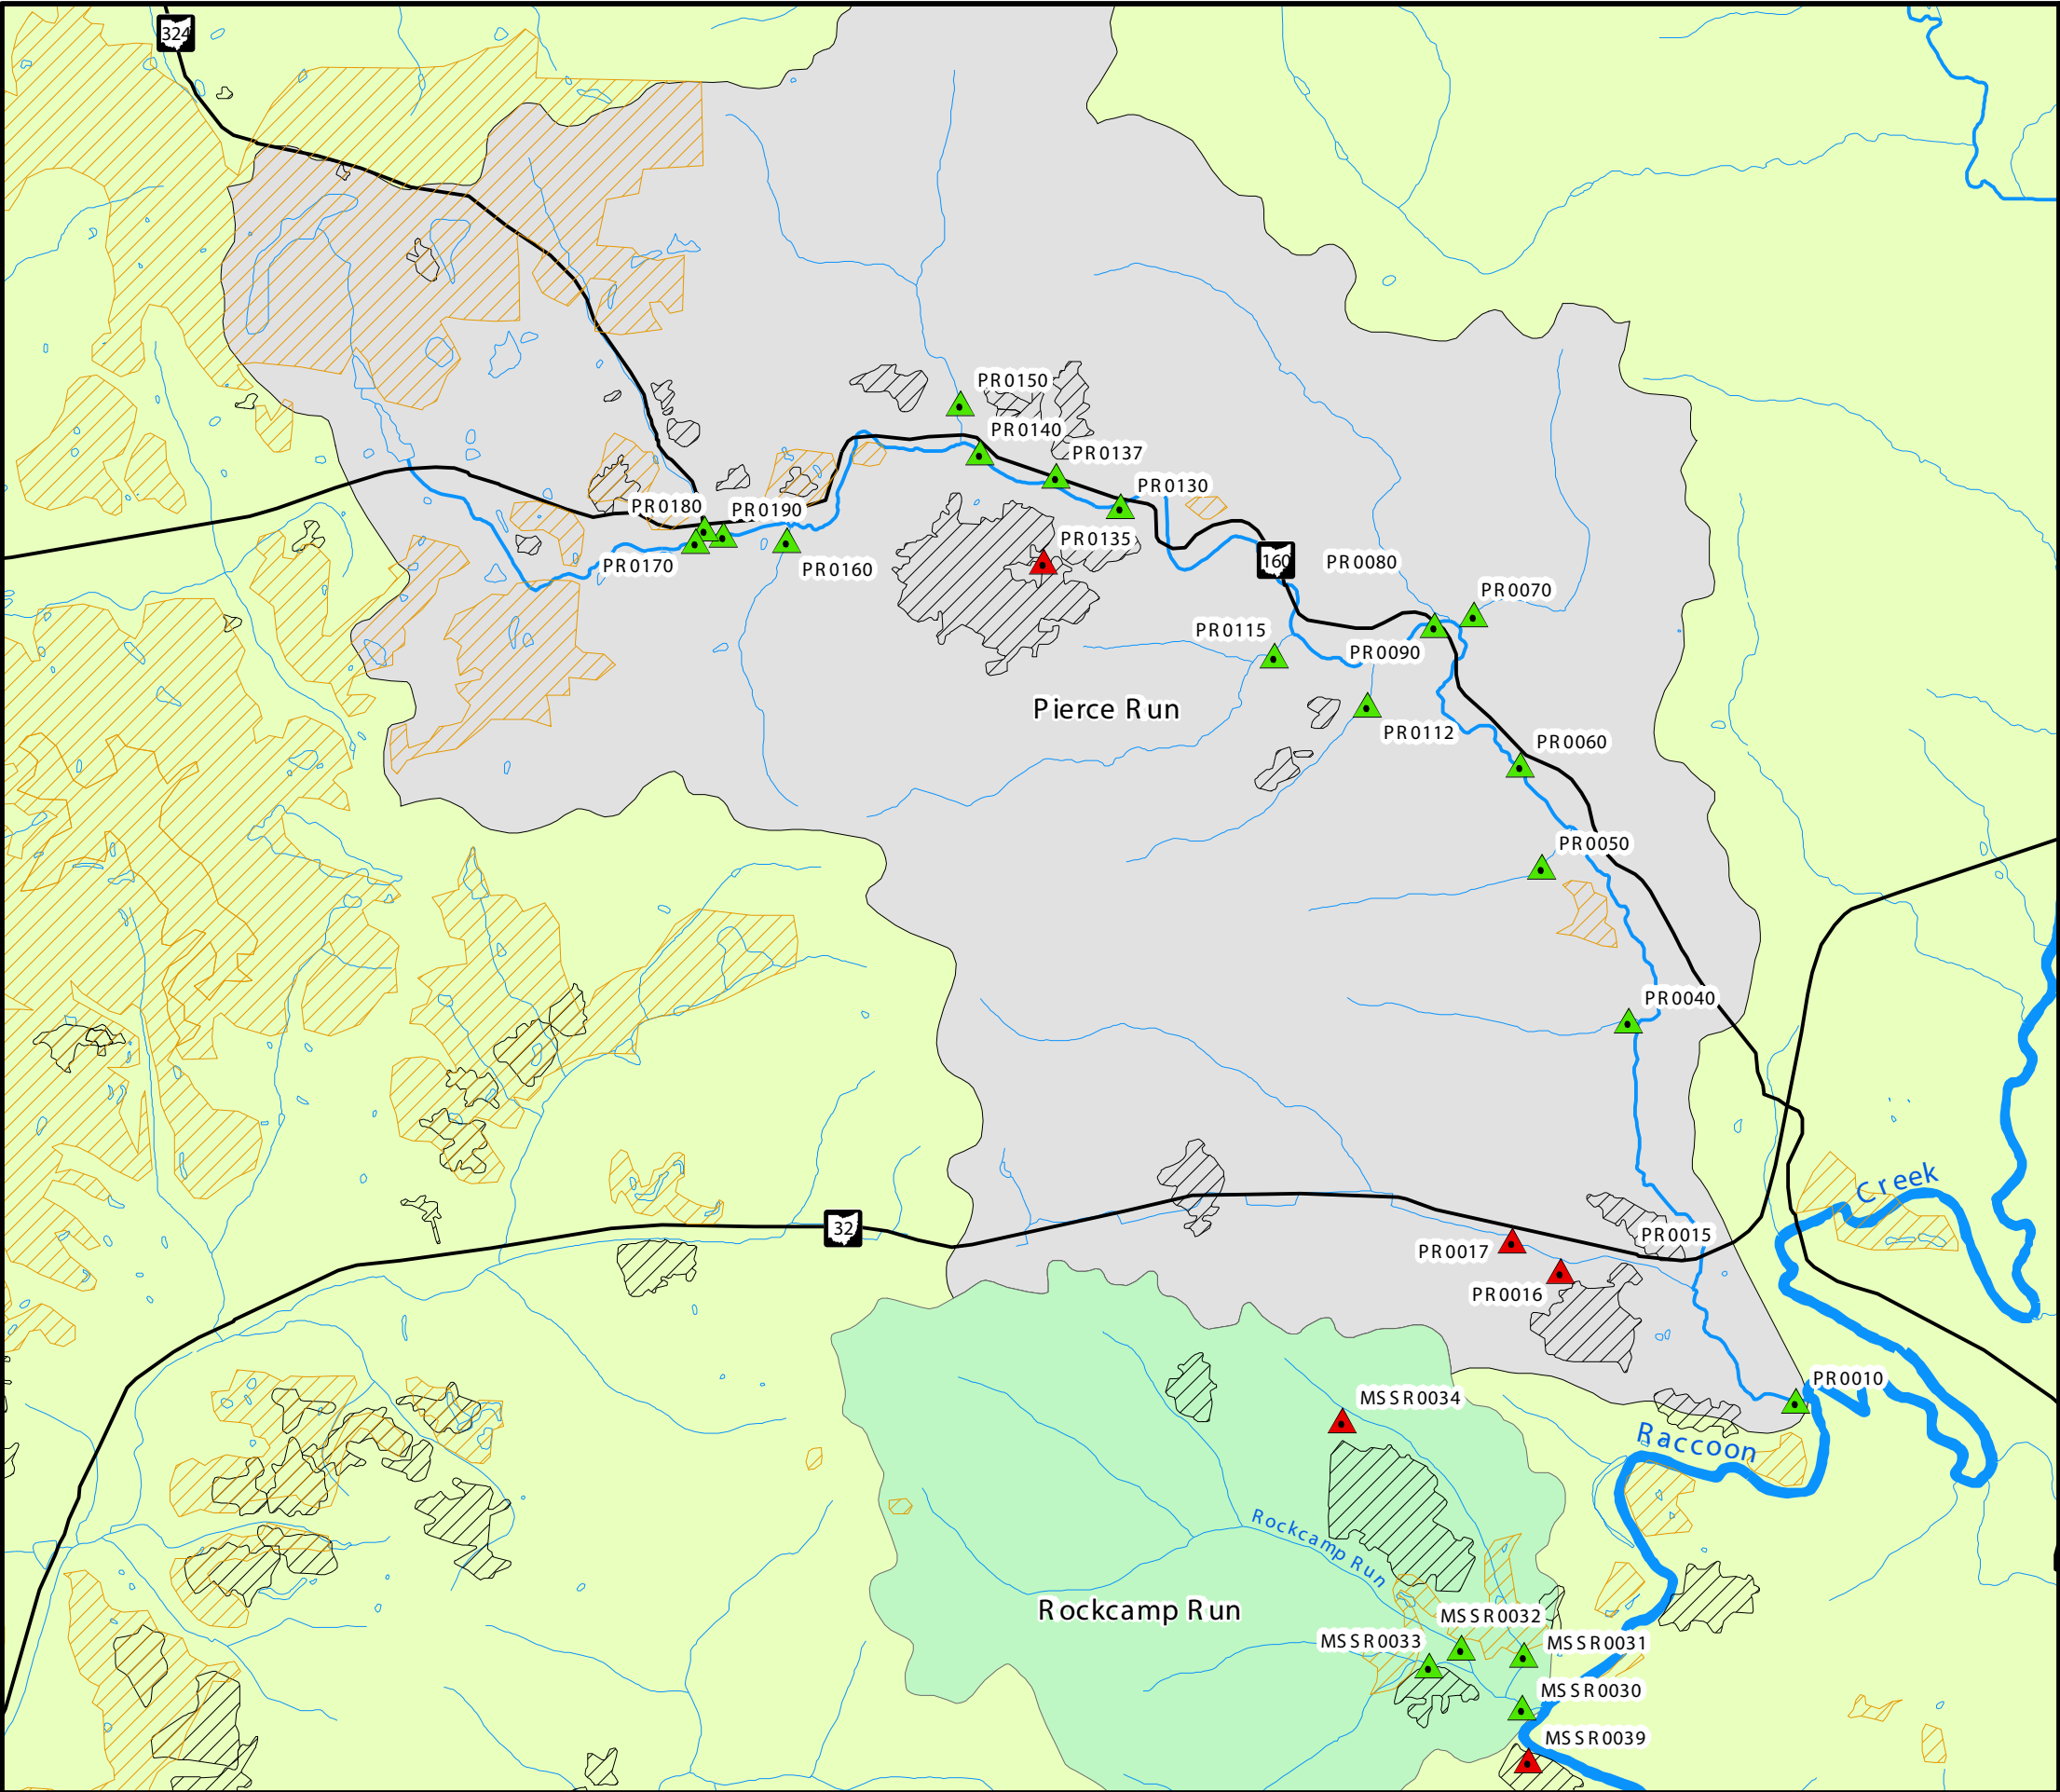 324
PR0150
PR0140
PR0137
PR0130
PR0180
PR0190
PR0135
PR0170
PR0160
160
PR0080
PR0070
PR0115
PR0090
Pierce Run
PR0112
PR0060
PR0050
PR0040
Creek
32
PR0017
PR0015
PR0016
PR0010
MSSR0034
Raccoon
Rockcamp Run
Rockcamp Run
MSSR0032
MSSR0033
MSSR0031
MSSR0030
MSSR0039